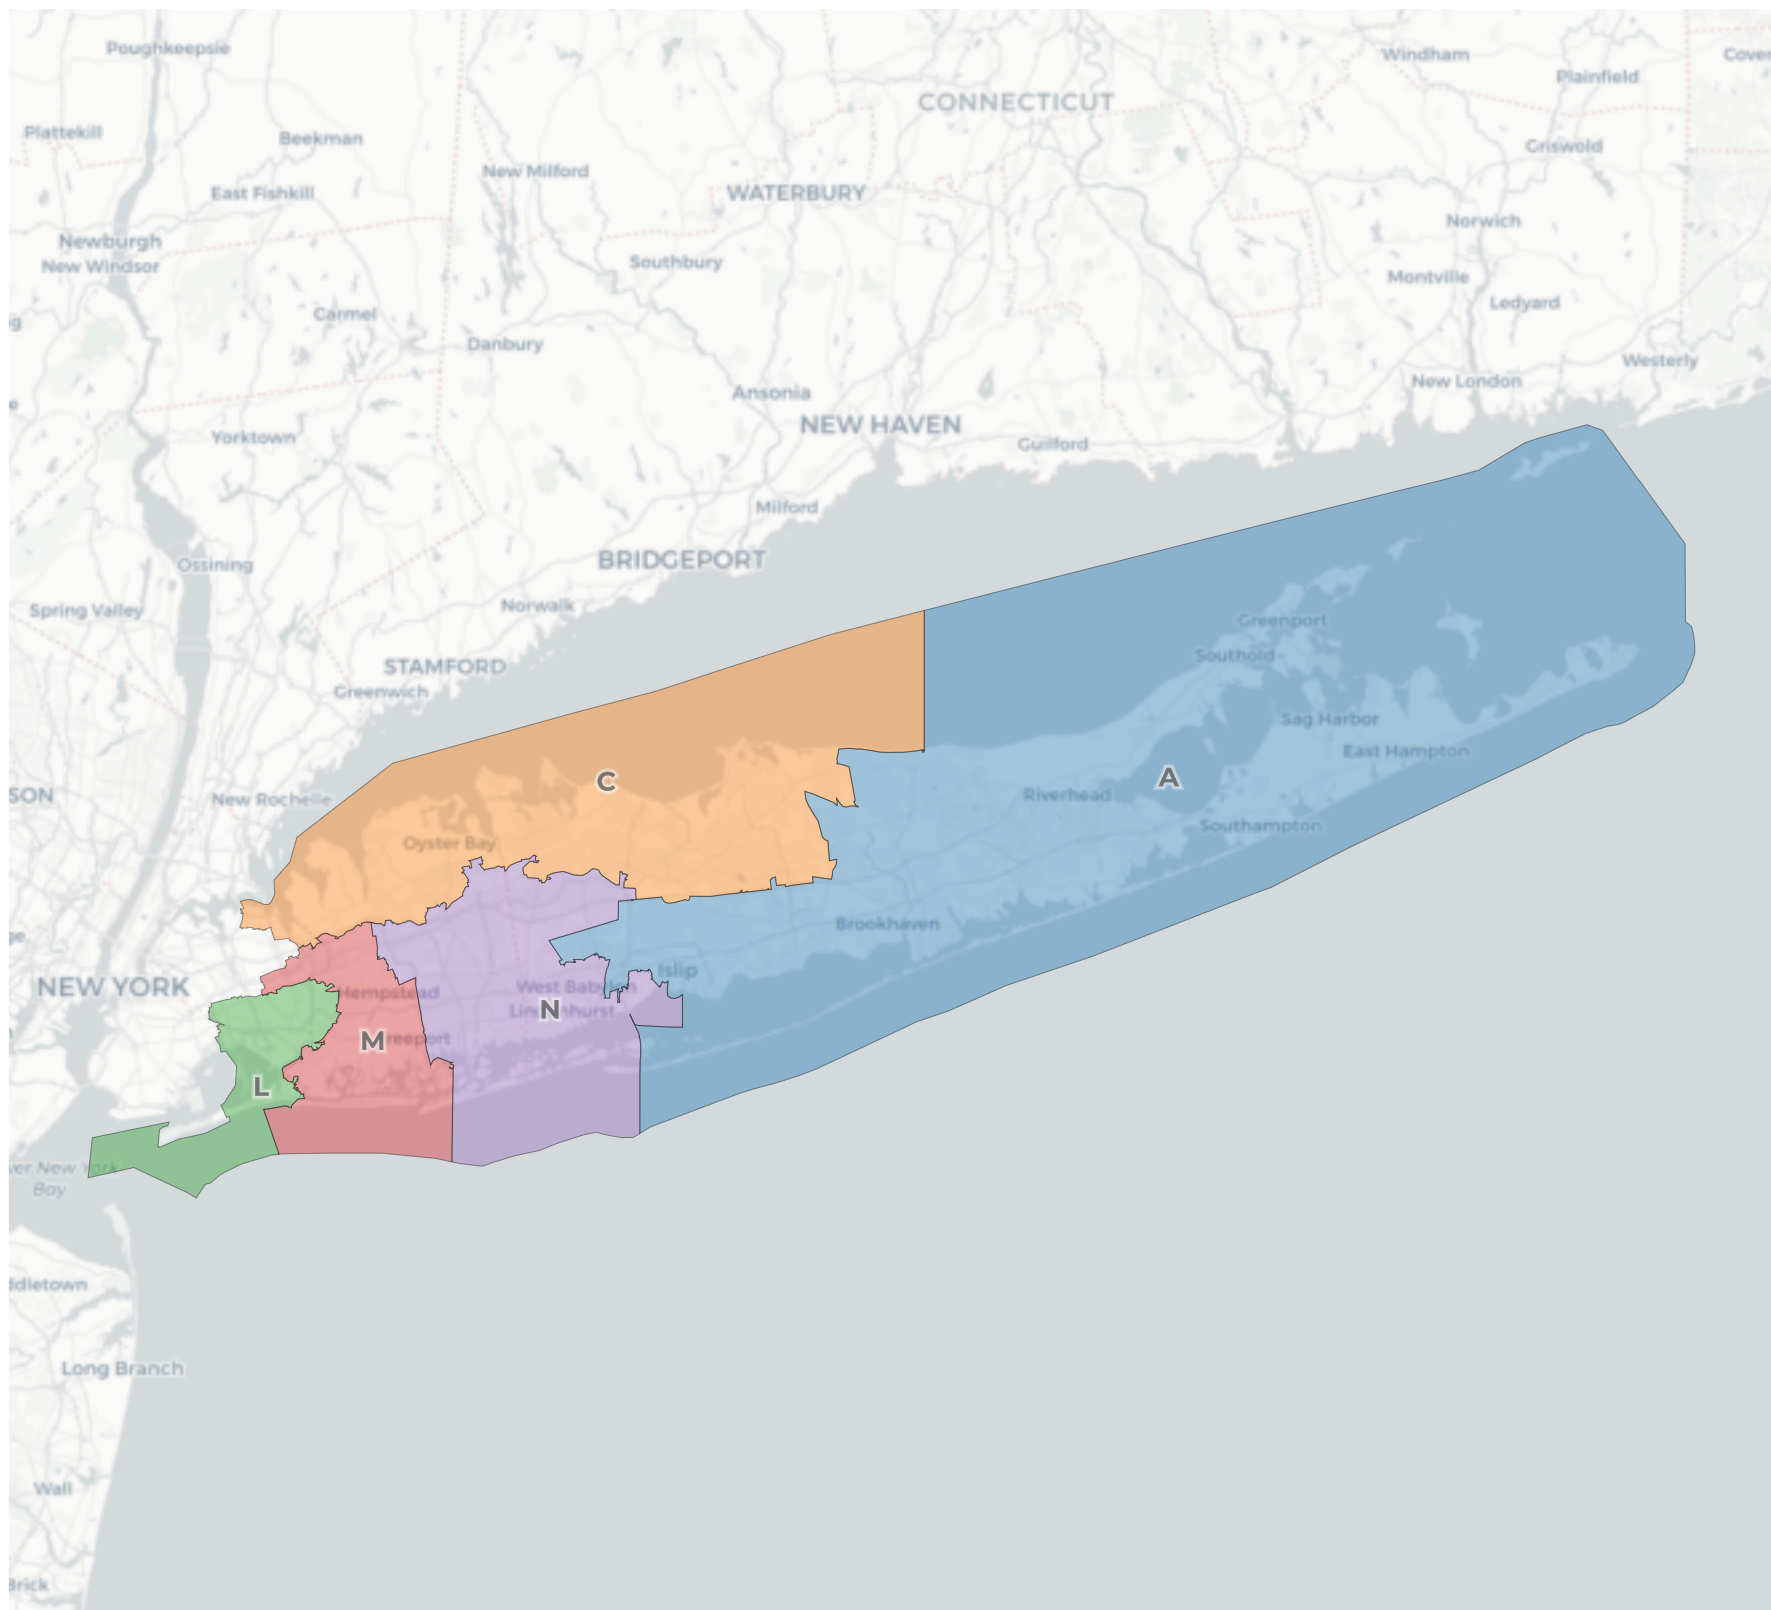 Poughkeepsie
Windham
Plainfield
CONNECTICUT
Plattekill
Beekman
Griswold
New Milford
East Fishkill
WATERBURY
Norwich
Newburgh
New Windsor
Southbury
Montville
Ledyard
Carmel
Danbury
Westerly
New London
Ansonia
NEW HAVEN
Yorktown
Guilford
Milford
BRIDGEPORT
Ossining
Spring Valley
Norwalk
Greenport
STAMFORD
Southold
Greenwich
Sag Harbor
East Hampton
C
A
New Rochelle
Riverhead
Southampton
Oyster Bay
Brookhaven
Islip
NEW YORK
Hempstead
West Babylon
N
M
L
New York
Bay
Long Branch
Wall